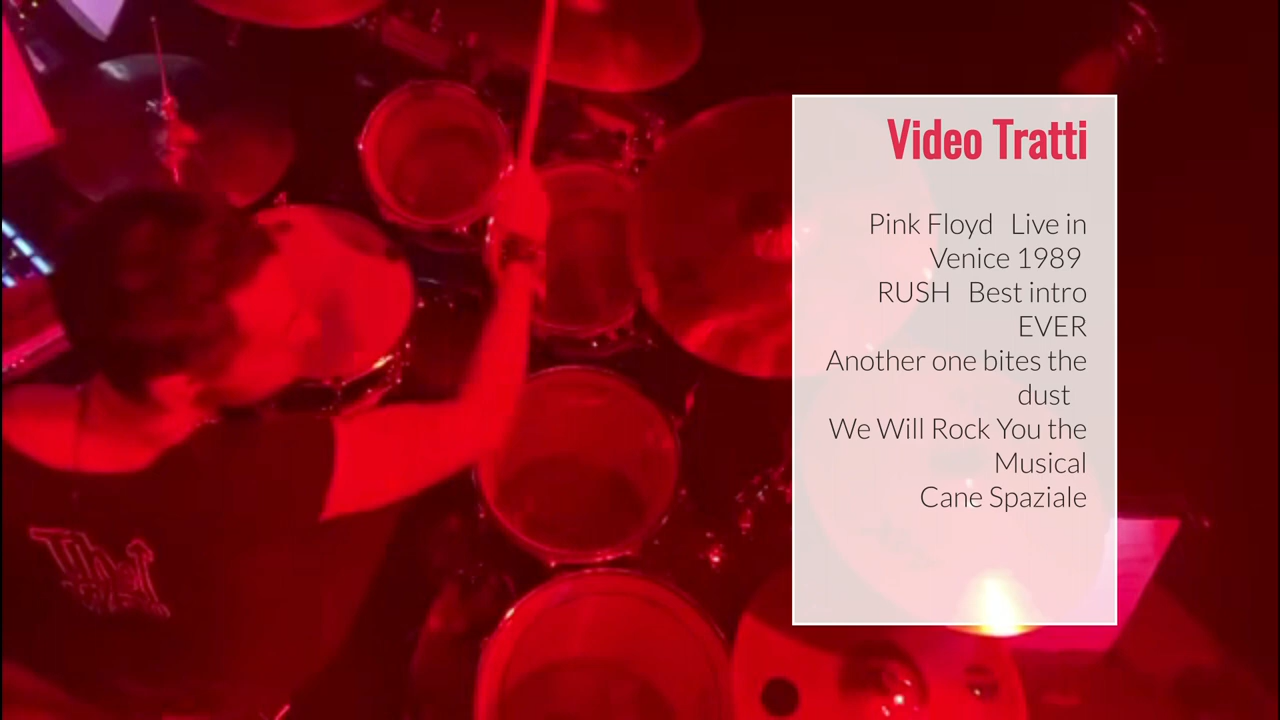 Video Tratti
Pink Floyd Live in
Venice 1989
RUSH Best intro
EVER
Another one bites the
dust
We Will Rock You the
Musical
Cane Spaziale